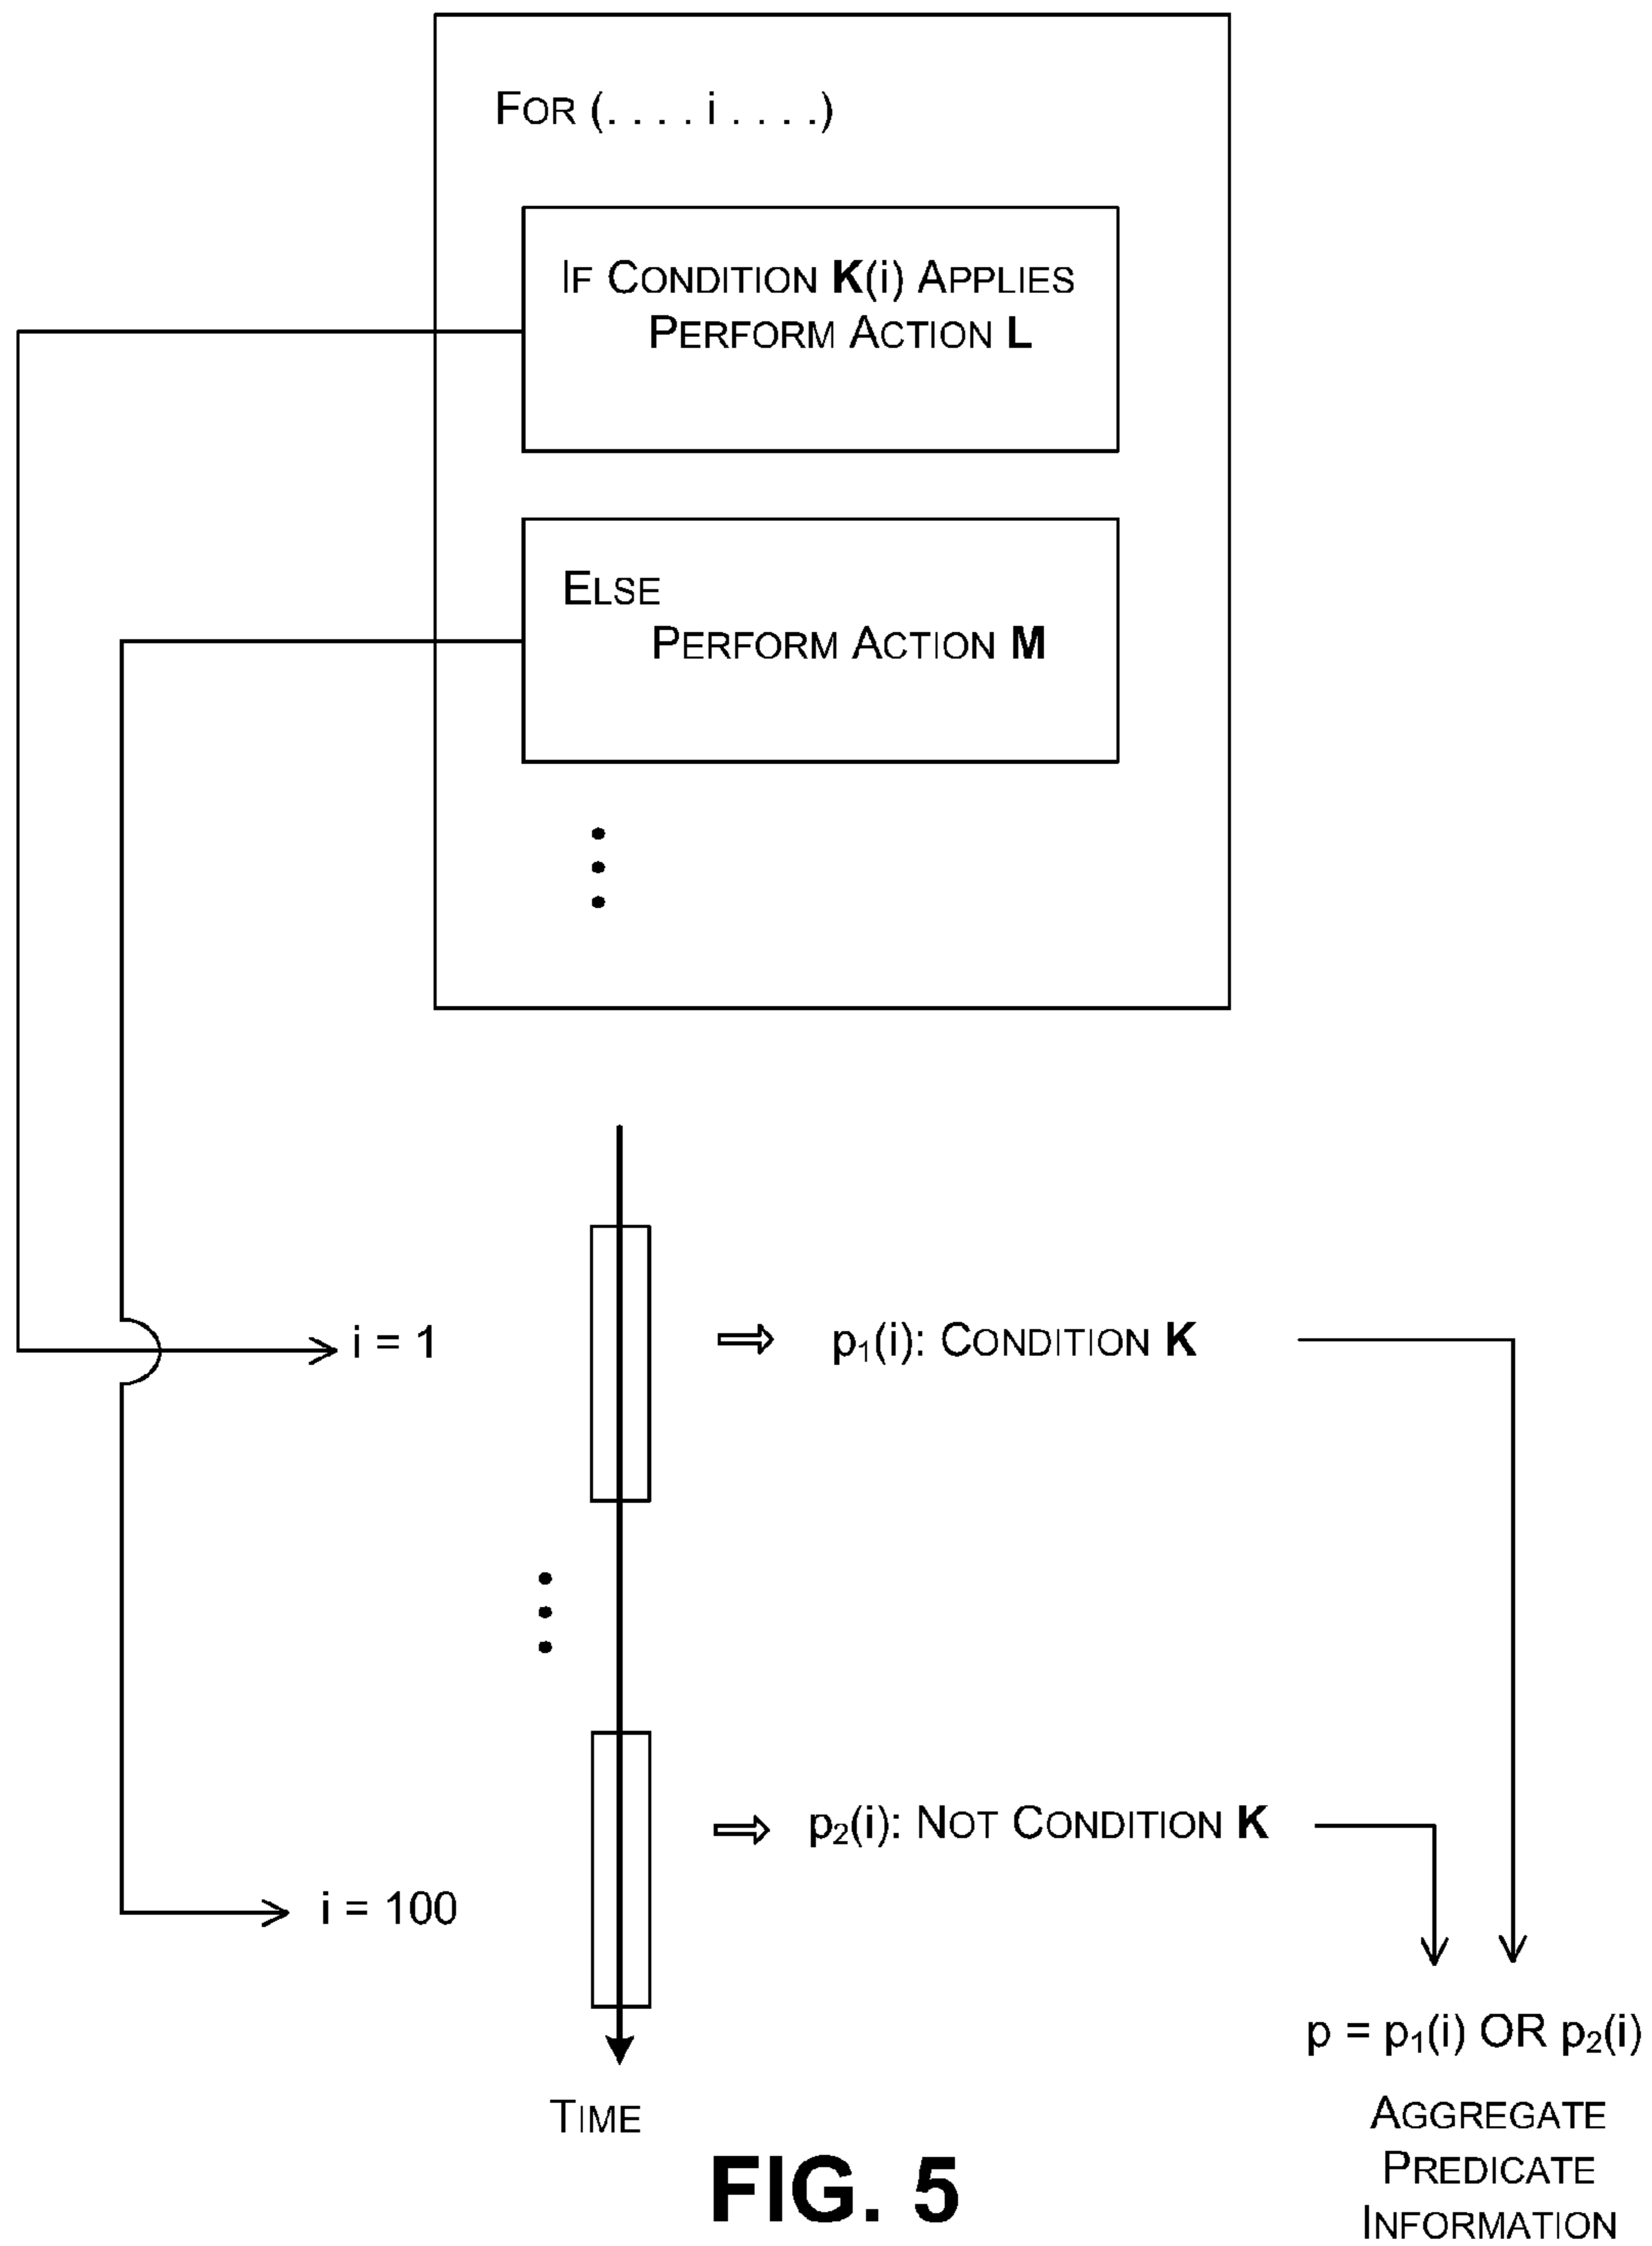 FOR (. . . . i . . . .)
IF CONDITION K(i) APPLIES
PERFORM ACTION L
ELSE
PERFORM ACTION M
i = 1
p₁(i): CONDITION K
p₂(i): NOT CONDITION K
i = 100
p = p₁(i) OR p₂(i)
TIME
AGGREGATE
PREDICATE
INFORMATION
FIG. 5